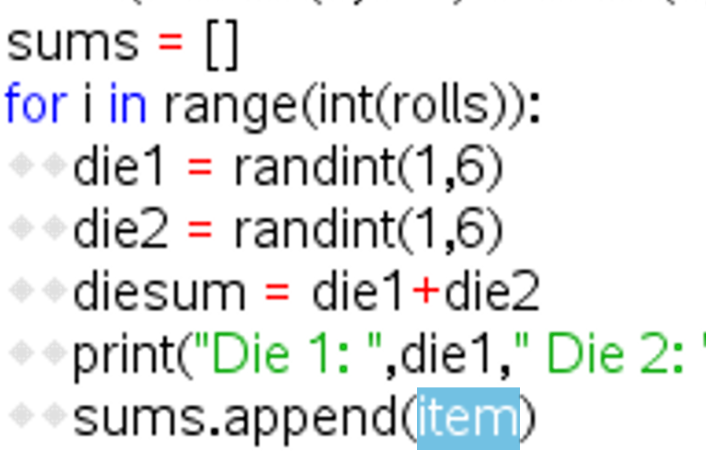 sums = []
for i in range(int(rolls)):
die1 = randint(1,6)
die2 = randint(1,6)
diesum = die1+die2
print("Die 1: ",die1," Die 2: "
sums.append(item)